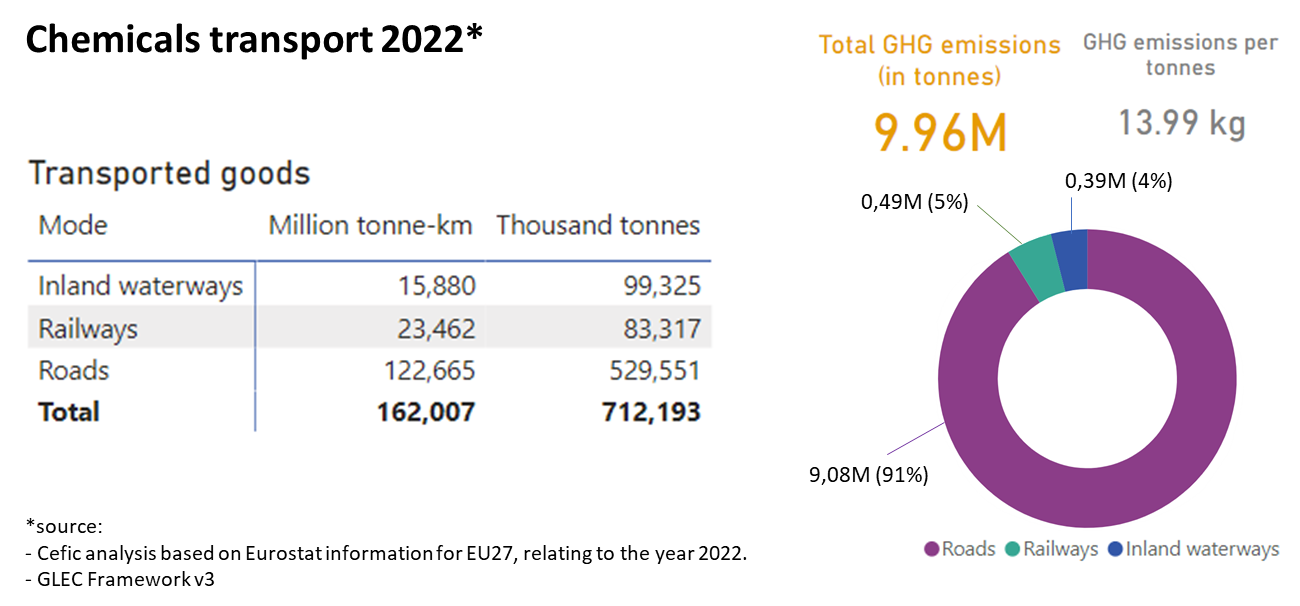 Chemicals transport 2022*
Total GHG emissions
(in tonnes)
9.96M
GHG emissions per
tonnes
13.99 kg
Transported goods
Mode Million tonne-km Thousand tonnes
Inland waterways 15,880 99,325
Railways 23,462 83,317
Roads 122,665 529,551
Total 162,007 712,193
0,39M (4%)
0,49M (5%)
9,08M (91%)
Roads Railways Inland waterways
*source:
- Cefic analysis based on Eurostat information for EU27, relating to the year 2022.
- GLEC Framework v3